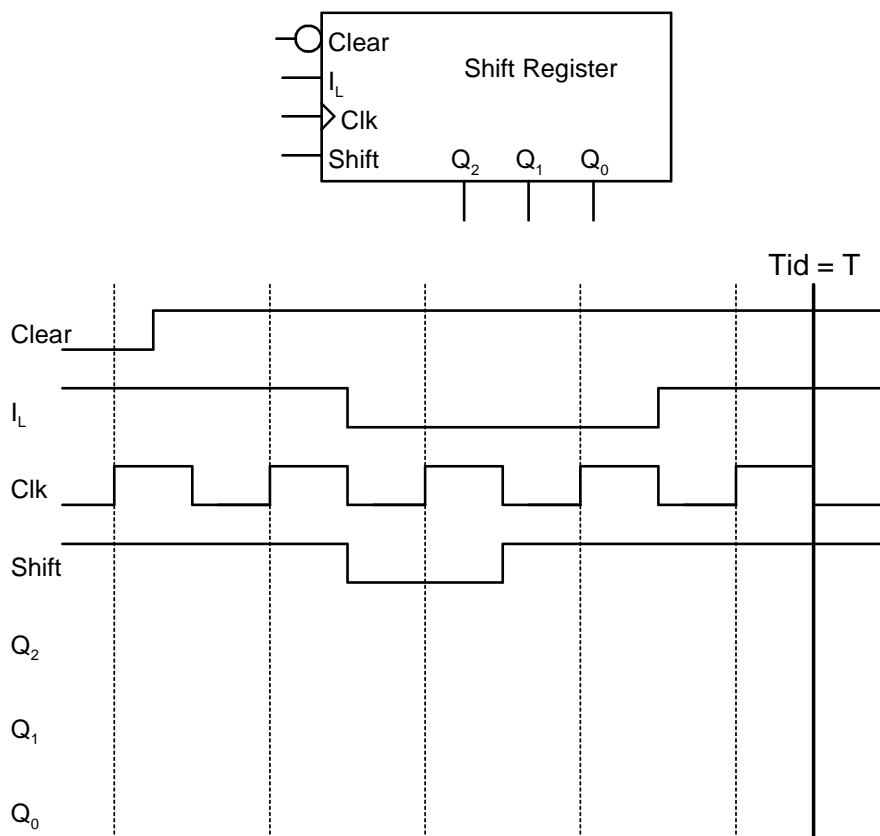 Clear
Shift Register
I_L
Clk
Shift
Q_2 Q_1 Q_0
Tid = T
Clear
I_L
Clk
Shift
Q_2
Q_1
Q_0